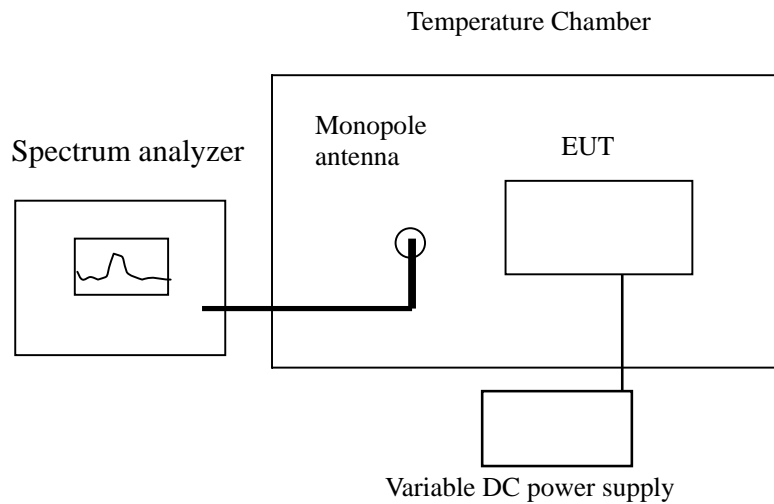 Temperature Chamber
Monopole
antenna
EUT
Spectrum analyzer
Variable DC power supply